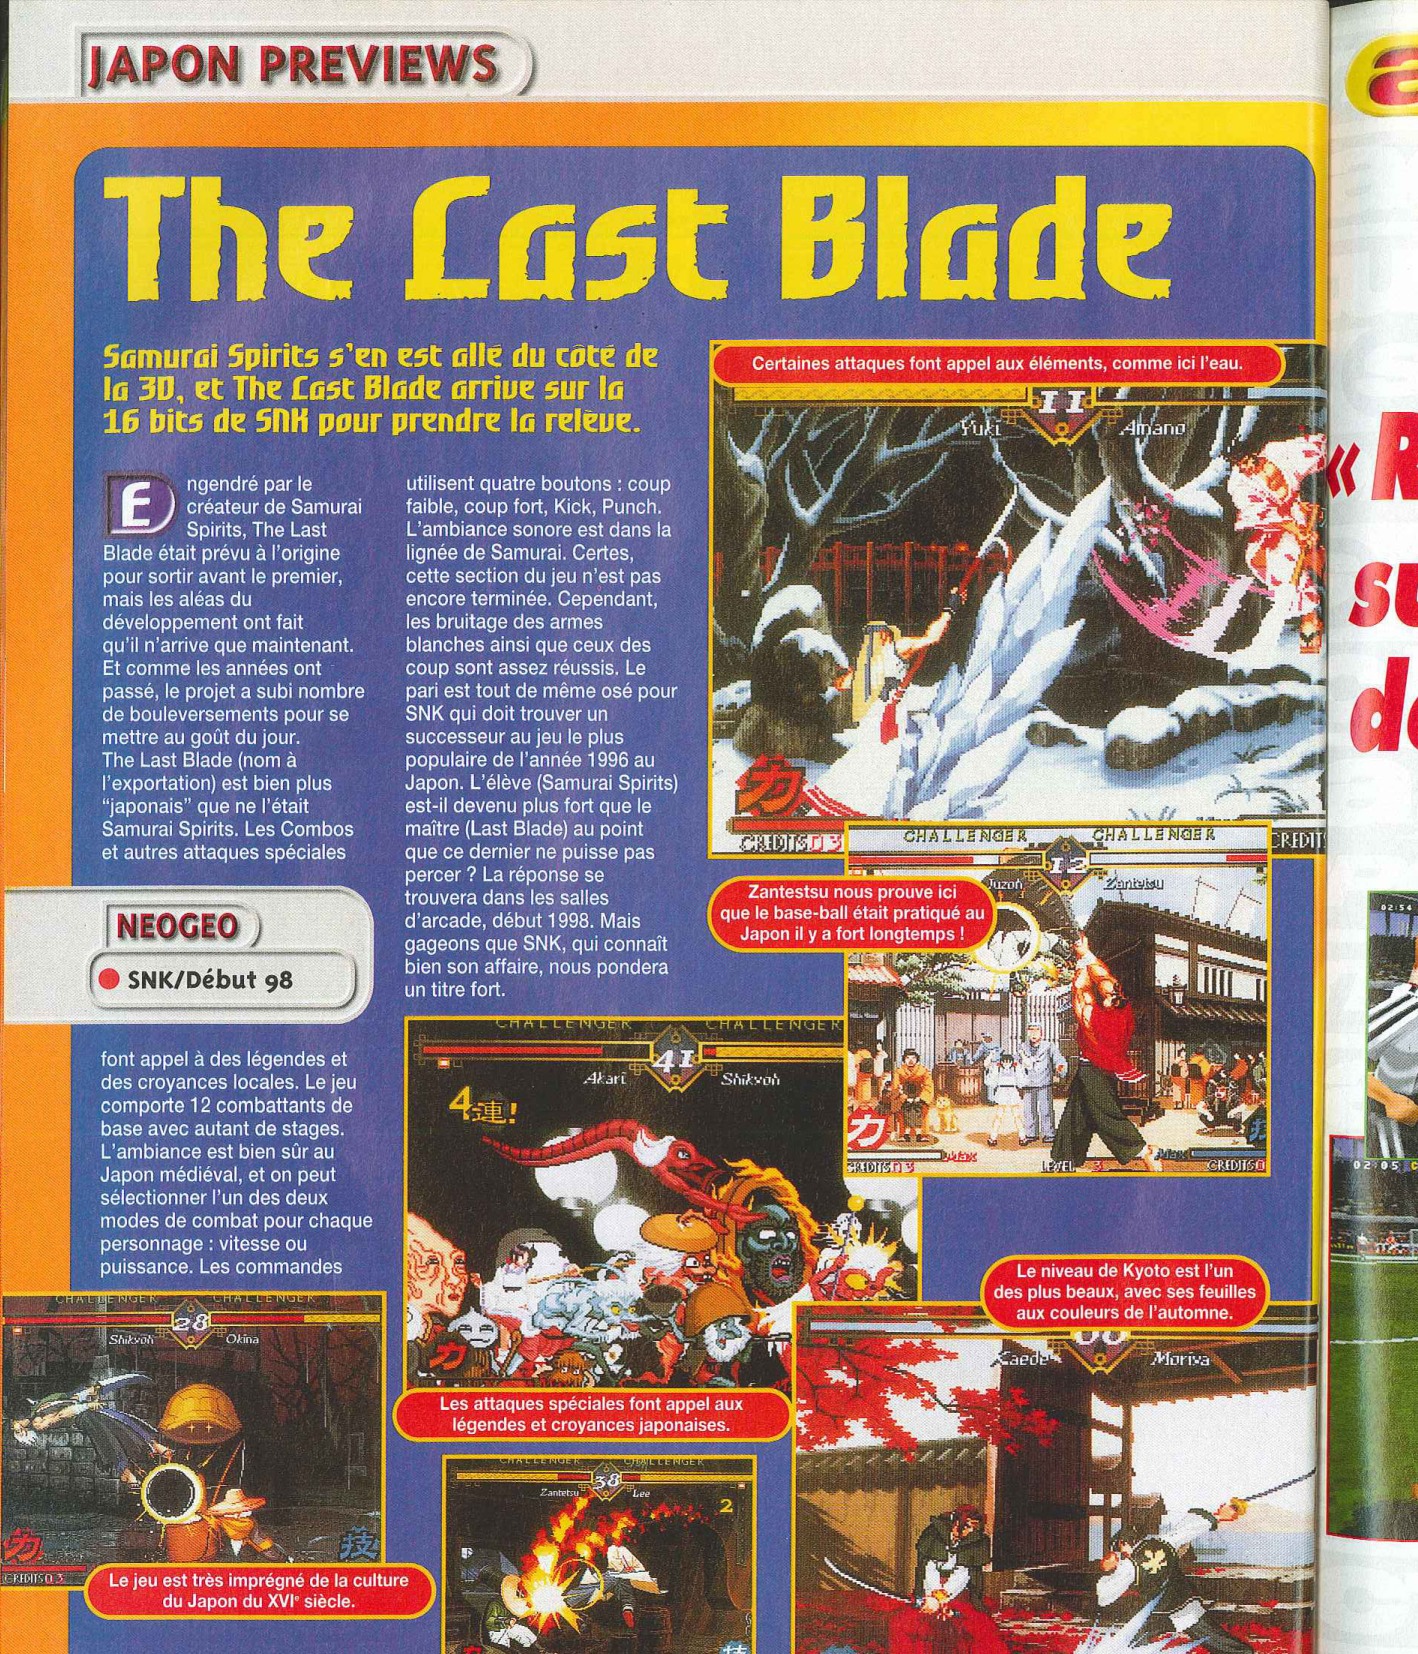 JAPON PREVIEWS
The Last Blade
Samurai Spirits s'en est allé du côté de
la 3D, et The Last Blade arrive sur la
16 bits de SNK pour prendre la relève.
Engendré par le
créateur de Samurai
Spirits, The Last
Blade était prévu à l'origine
pour sortir avant le premier,
mais les aléas du
développement ont fait
qu'il n'arrive que maintenant.
Et comme les années ont
passé, le projet a subi nombre
de bouleversements pour se
mettre au goût du jour.
The Last Blade (nom à
l'exportation) est bien plus
"japonais" que ne l'était
Samurai Spirits. Les Combos
et autres attaques spéciales
NEOGEO
SNK/Début 98
font appel à des légendes et
des croyances locales. Le jeu
comporte 12 combattants de
base avec autant de stages.
L'ambiance est bien sûr au
Japon médiéval, et on peut
sélectionner l'un des deux
modes de combat pour chaque
personnage : vitesse ou
puissance. Les commandes
utilisent quatre boutons : coup
faible, coup fort, Kick, Punch.
L'ambiance sonore est dans la
lignée de Samurai. Certes,
cette section du jeu n'est pas
encore terminée. Cependant,
les bruitage des armes
blanches ainsi que ceux des
coup sont assez réussis. Le
pari est tout de même osé pour
SNK qui doit trouver un
successeur au jeu le plus
populaire de l'année 1996 au
Japon. L'élève (Samurai Spirits)
est-il devenu plus fort que le
maître (Last Blade) au point
que ce dernier ne puisse pas
percer ? La réponse se
trouvera dans les salles
d'arcade, début 1998. Mais
gageons que SNK, qui connaît
bien son affaire, nous pondera
un titre fort.
Certaines attaques font appel aux éléments, comme ici l'eau.
11
Yuki Amano
力
CREDITS 03
CREDITS
CHALLENGER CHALLENGER
12
Juzoh Zantetsu
Zantestsu nous prouve ici
que le base-ball était pratiqué au
Japon il y a fort longtemps !
力 技
CREDITS 03 LEVEL 3 CREDITS 0
CHALLENGER CHALLENGER
41
Akari Shikyoh
4連!
力
Les attaques spéciales font appel aux
légendes et croyances japonaises.
Le niveau de Kyoto est l'un
des plus beaux, avec ses feuilles
aux couleurs de l'automne.
Kaede Moriya
CHALLENGER CHALLENGER
28
Shikyoh Okina
力 技
CREDITS 03
Le jeu est très imprégné de la culture
du Japon du XVIe siècle.
CHALLENGER CHALLENGER
38
Zantetsu Lee
2
技
« R
su
de
02:54
02:05